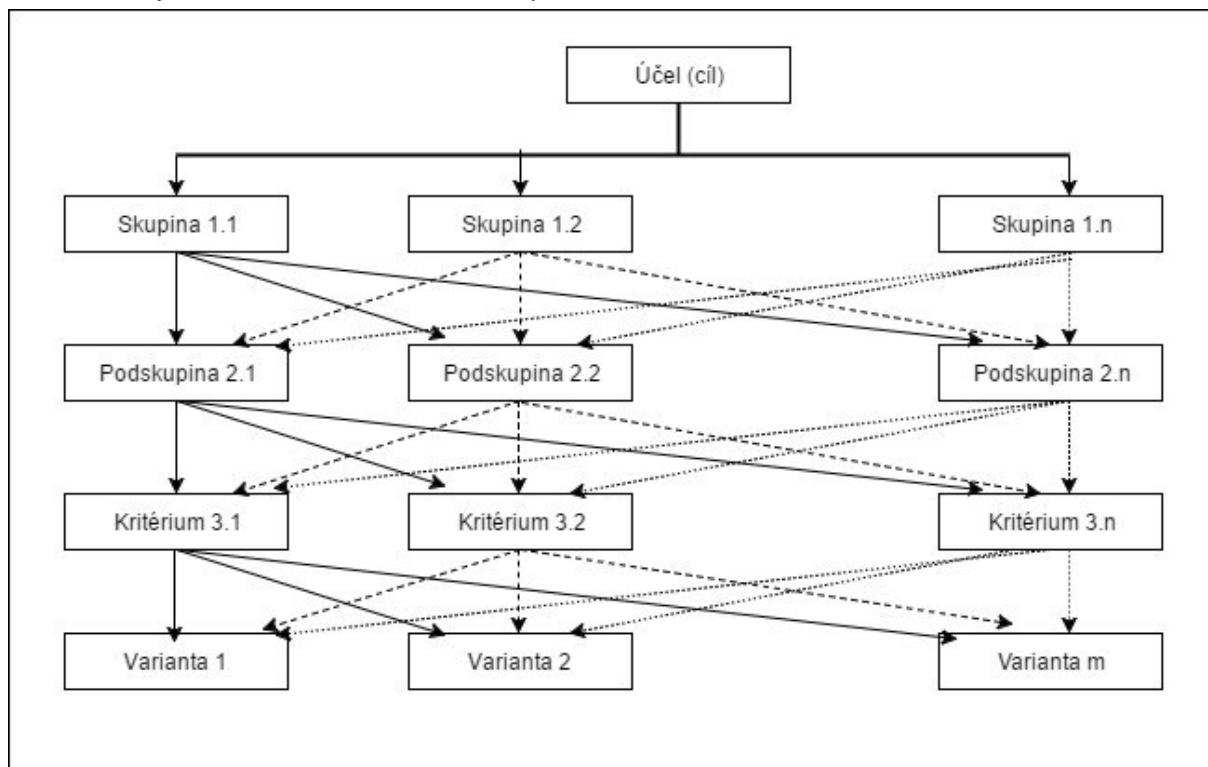 Účel (cíl)
Skupina 1.1
Skupina 1.2
Skupina 1.n
Podskupina 2.1
Podskupina 2.2
Podskupina 2.n
Kritérium 3.1
Kritérium 3.2
Kritérium 3.n
Varianta 1
Varianta 2
Varianta m